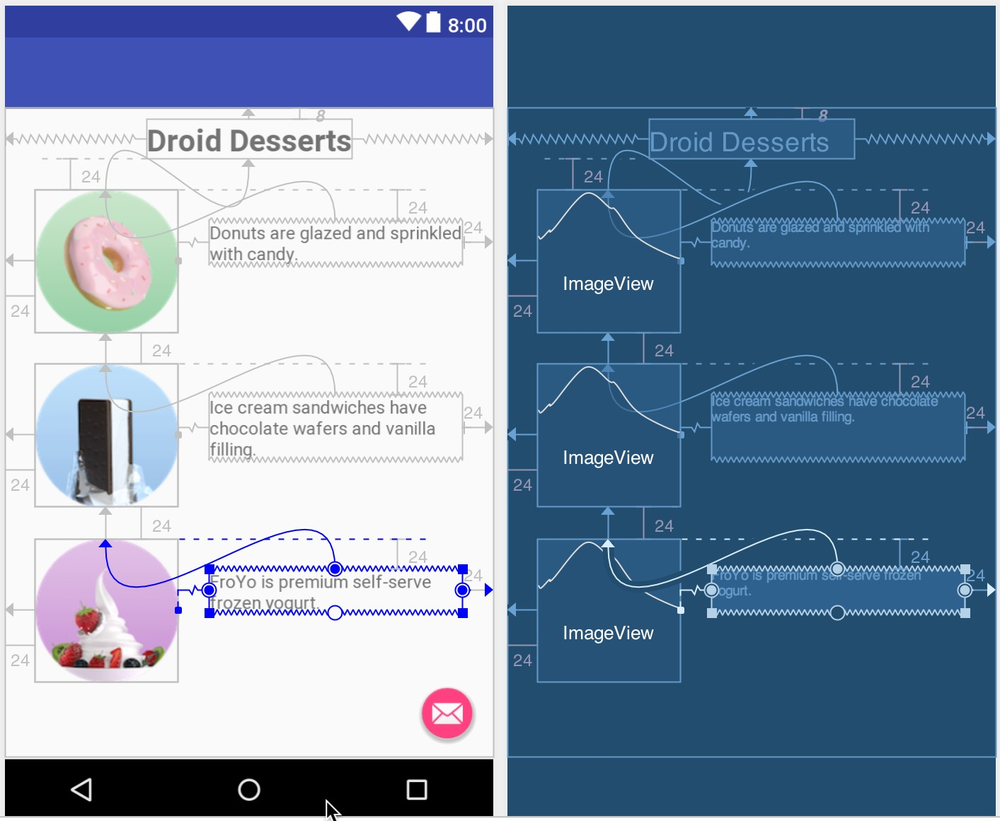 8:00
8
Droid Desserts
24
24
Donuts are glazed and sprinkled
with candy.
24
24
24
24
Ice cream sandwiches have
chocolate wafers and vanilla
filling.
24
24
24
24
FroYo is premium self-serve
frozen yogurt.
24
24
8
Droid Desserts
24
24
Donuts are glazed and sprinkled with
candy.
24
ImageView
24
24
24
Ice cream sandwiches have chocolate
wafers and vanilla filling.
24
ImageView
24
24
24
FroYo is premium self-serve frozen
yogurt.
24
ImageView
24